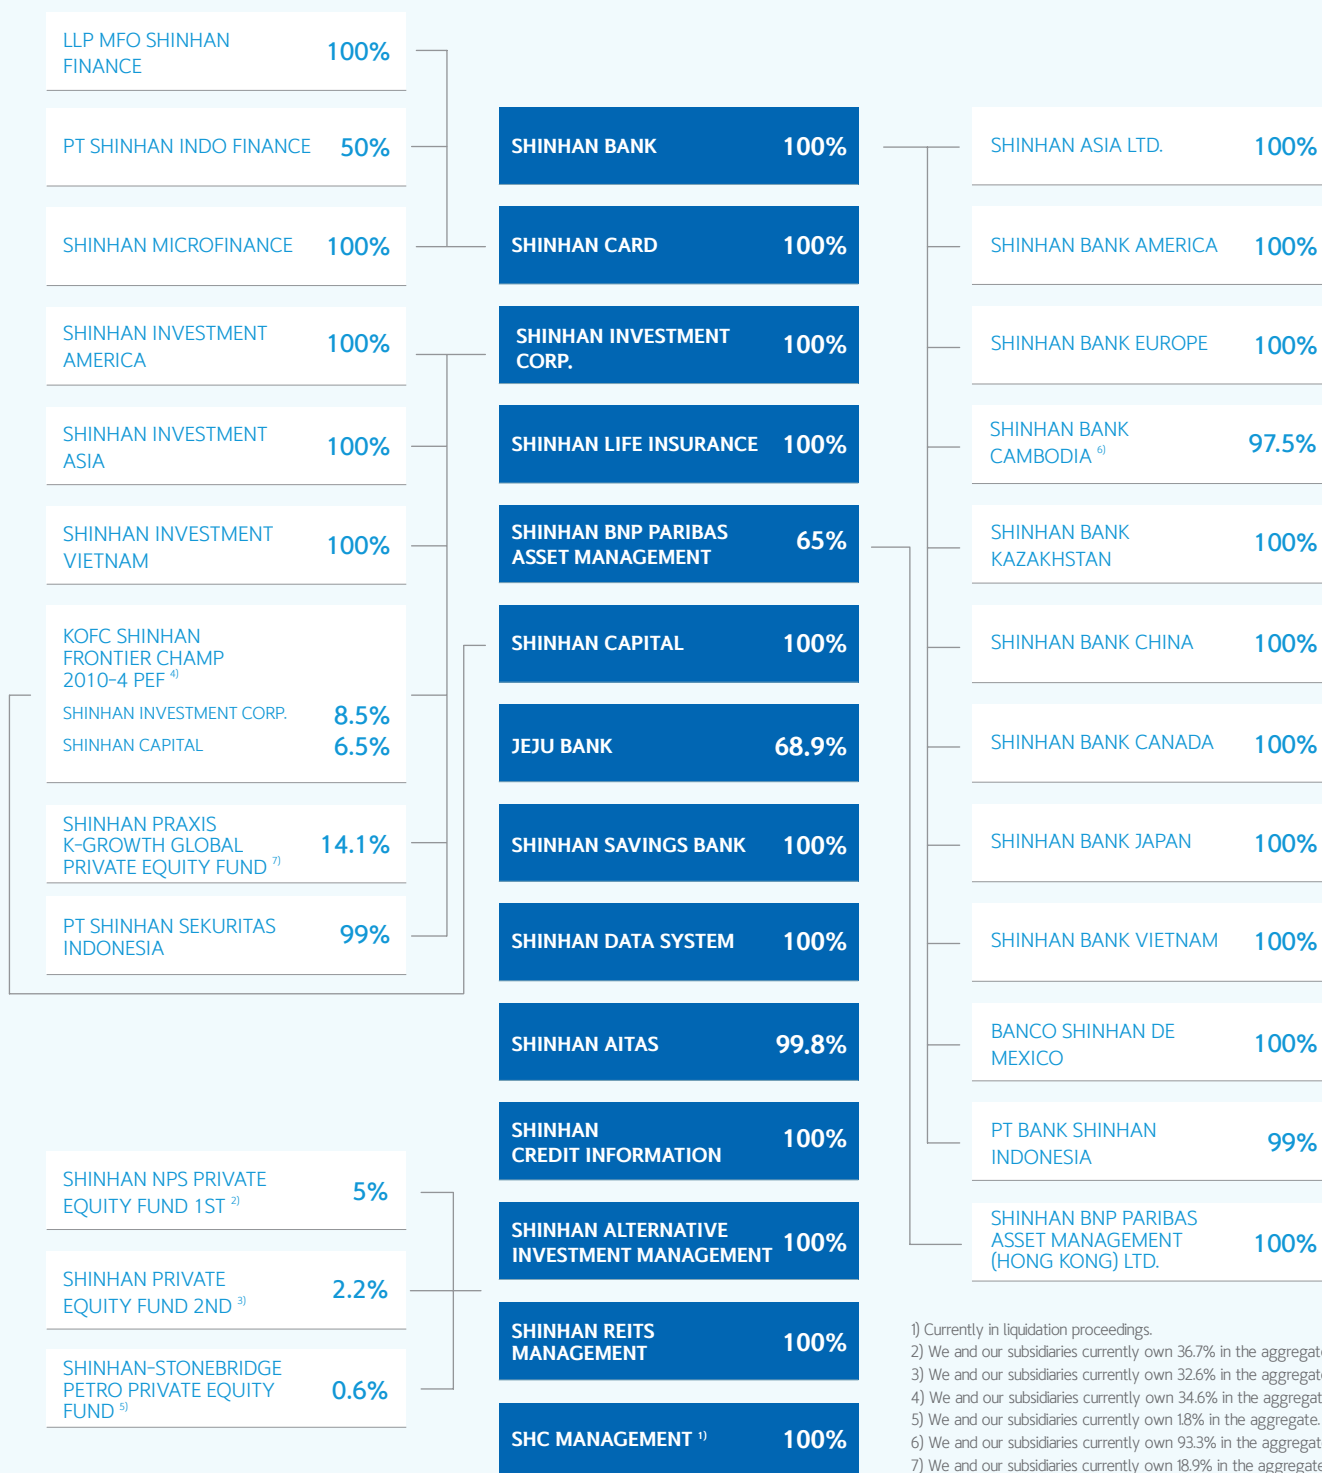 LLP MFO SHINHAN
FINANCE
100%
PT SHINHAN INDO FINANCE 50%
SHINHAN MICROFINANCE 100%
SHINHAN INVESTMENT
AMERICA
100%
SHINHAN INVESTMENT
ASIA
100%
SHINHAN INVESTMENT
VIETNAM
100%
KOFC SHINHAN
FRONTIER CHAMP
2010-4 PEF 4)
SHINHAN INVESTMENT CORP. 8.5%
SHINHAN CAPITAL 6.5%
SHINHAN PRAXIS
K-GROWTH GLOBAL
PRIVATE EQUITY FUND 7)
14.1%
PT SHINHAN SEKURITAS
INDONESIA
99%
SHINHAN NPS PRIVATE
EQUITY FUND 1ST 2)
5%
SHINHAN PRIVATE
EQUITY FUND 2ND 3)
2.2%
SHINHAN-STONEBRIDGE
PETRO PRIVATE EQUITY
FUND 5)
0.6%
SHINHAN BANK 100%
SHINHAN CARD 100%
SHINHAN INVESTMENT
CORP.
100%
SHINHAN LIFE INSURANCE 100%
SHINHAN BNP PARIBAS
ASSET MANAGEMENT
65%
SHINHAN CAPITAL 100%
JEJU BANK 68.9%
SHINHAN SAVINGS BANK 100%
SHINHAN DATA SYSTEM 100%
SHINHAN AITAS 99.8%
SHINHAN
CREDIT INFORMATION
100%
SHINHAN ALTERNATIVE
INVESTMENT MANAGEMENT
100%
SHINHAN REITS
MANAGEMENT
100%
SHC MANAGEMENT 1) 100%
SHINHAN ASIA LTD. 100%
SHINHAN BANK AMERICA 100%
SHINHAN BANK EUROPE 100%
SHINHAN BANK
CAMBODIA 6)
97.5%
SHINHAN BANK
KAZAKHSTAN
100%
SHINHAN BANK CHINA 100%
SHINHAN BANK CANADA 100%
SHINHAN BANK JAPAN 100%
SHINHAN BANK VIETNAM 100%
BANCO SHINHAN DE
MEXICO
100%
PT BANK SHINHAN
INDONESIA
99%
SHINHAN BNP PARIBAS
ASSET MANAGEMENT
(HONG KONG) LTD.
100%
1) Currently in liquidation proceedings.
2) We and our subsidiaries currently own 36.7% in the aggregat
3) We and our subsidiaries currently own 32.6% in the aggregat
4) We and our subsidiaries currently own 34.6% in the aggregat
5) We and our subsidiaries currently own 1.8% in the aggregate.
6) We and our subsidiaries currently own 93.3% in the aggregat
7) We and our subsidiaries currently own 18.9% in the aggregate